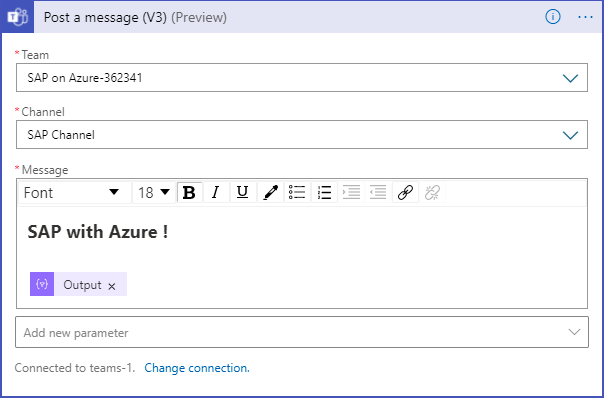 Post a message (V3) (Preview)
* Team
SAP on Azure-362341
* Channel
SAP Channel
* Message
Font 18 B I U
SAP with Azure !
Output ×
Add new parameter
Connected to teams-1. Change connection.